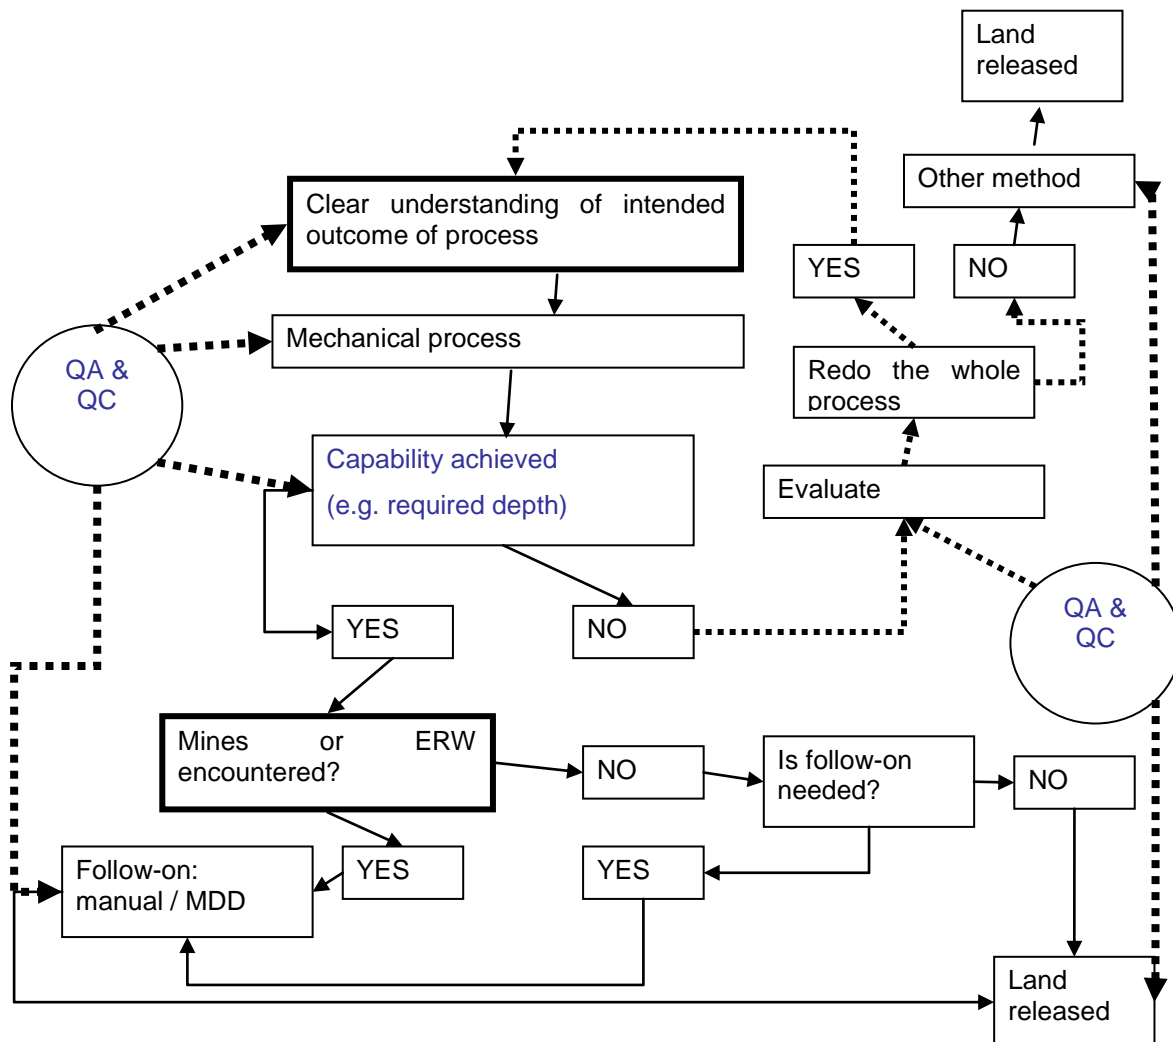 Land
released
Other method
Clear understanding of intended
outcome of process
YES
NO
Mechanical process
QA &
QC
Redo the whole
process
Capability achieved
(e.g. required depth)
Evaluate
YES
NO
QA &
QC
Mines or ERW
encountered?
NO
Is follow-on
needed?
NO
Follow-on:
manual / MDD
YES
YES
Land
released